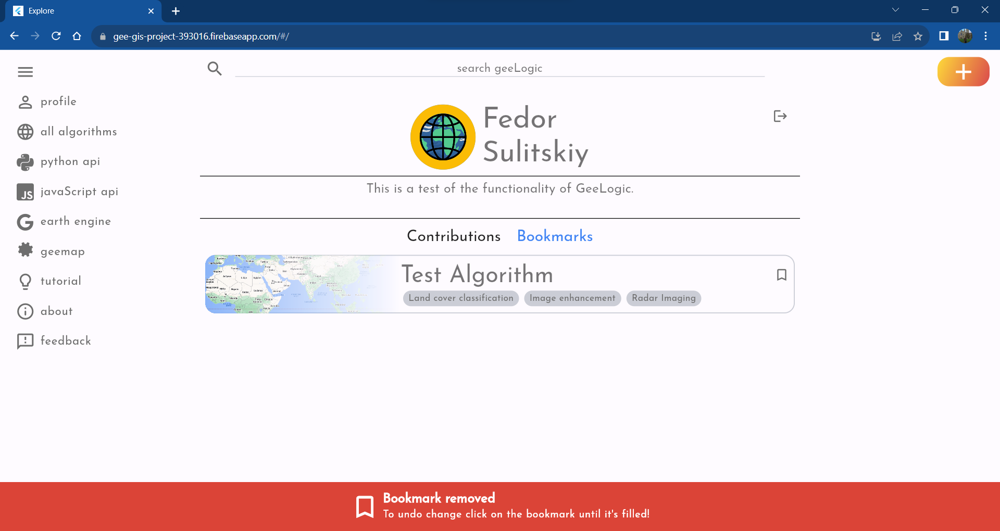 Explore
gee-gis-project-393016.firebaseapp.com/#/
search geeLogic
profile
all algorithms
python api
JS javaScript api
earth engine
geemap
tutorial
about
feedback
Fedor
Sulitskiy
This is a test of the functionality of GeeLogic.
Contributions Bookmarks
Test Algorithm
Land cover classification Image enhancement Radar Imaging
Bookmark removed
To undo change click on the bookmark until it's filled!